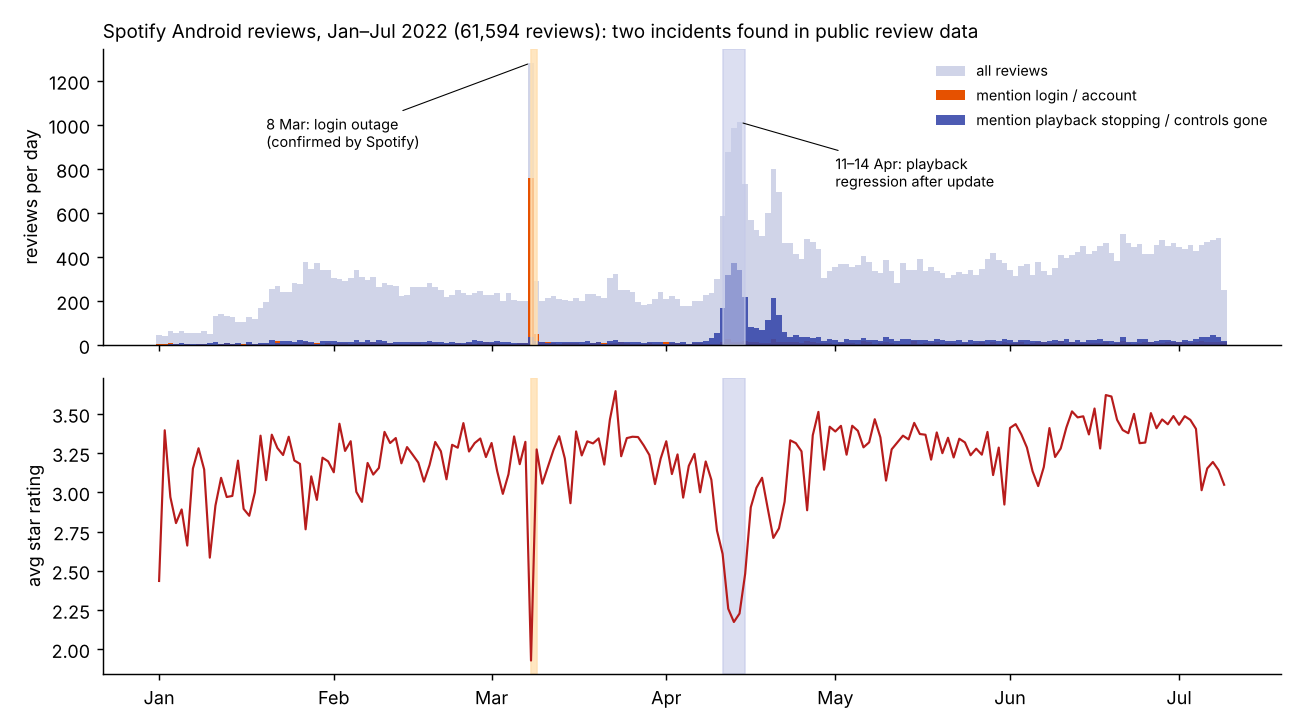 Spotify Android reviews, Jan–Jul 2022 (61,594 reviews): two incidents found in public review data
reviews per day
1200
1000
800
600
400
200
0
8 Mar: login outage
(confirmed by Spotify)
11–14 Apr: playback
regression after update
all reviews
mention login / account
mention playback stopping / controls gone
avg star rating
3.50
3.25
3.00
2.75
2.50
2.25
2.00
Jan Feb Mar Apr May Jun Jul